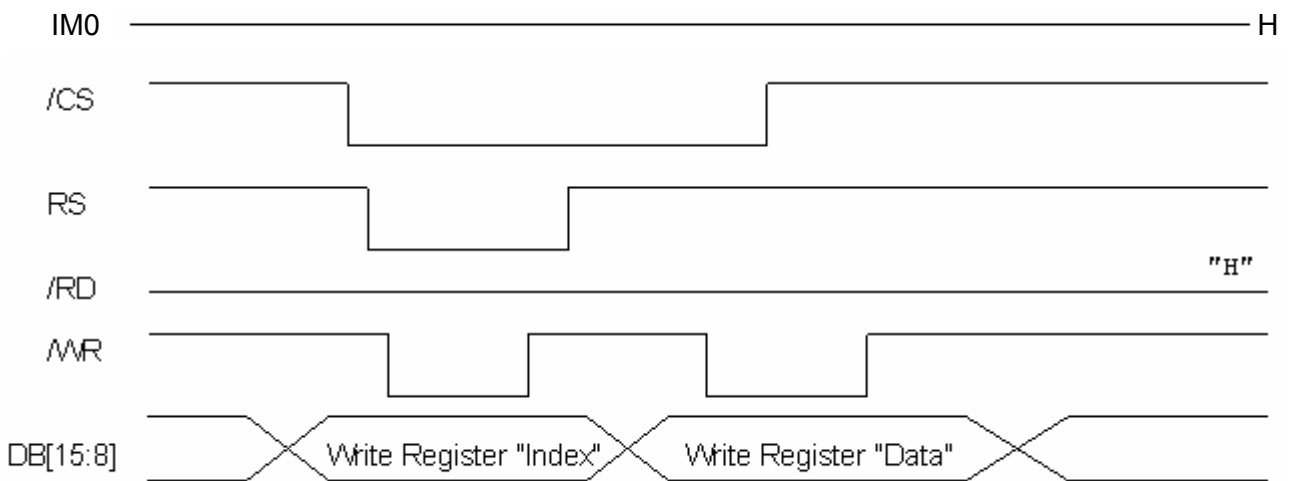 IM0 H
/CS
RS
"H"
/RD
/WR
DB[15:8] Write Register "Index" Write Register "Data"